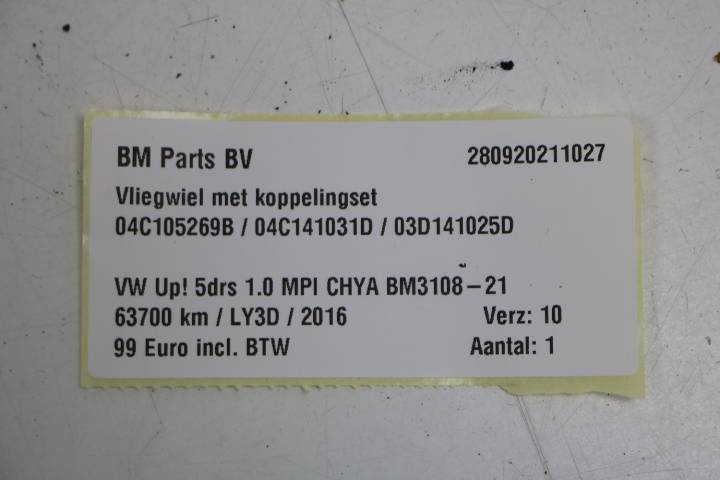 BM Parts BV 280920211027
Vliegwiel met koppelingset
04C105269B / 04C141031D / 03D141025D
VW Up! 5drs 1.0 MPI CHYA BM3108-21
63700 km / LY3D / 2016 Verz: 10
99 Euro incl. BTW Aantal: 1